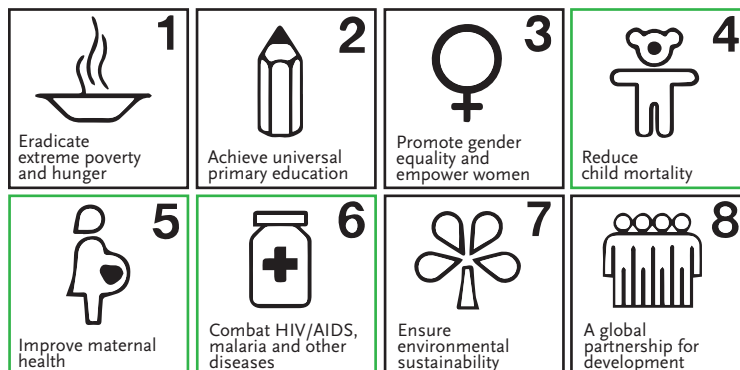 1
Eradicate
extreme poverty
and hunger
2
Achieve universal
primary education
3
Promote gender
equality and
empower women
4
Reduce
child mortality
5
Improve maternal
health
6
Combat HIV/AIDS,
malaria and other
diseases
7
Ensure
environmental
sustainability
8
A global
partnership for
development